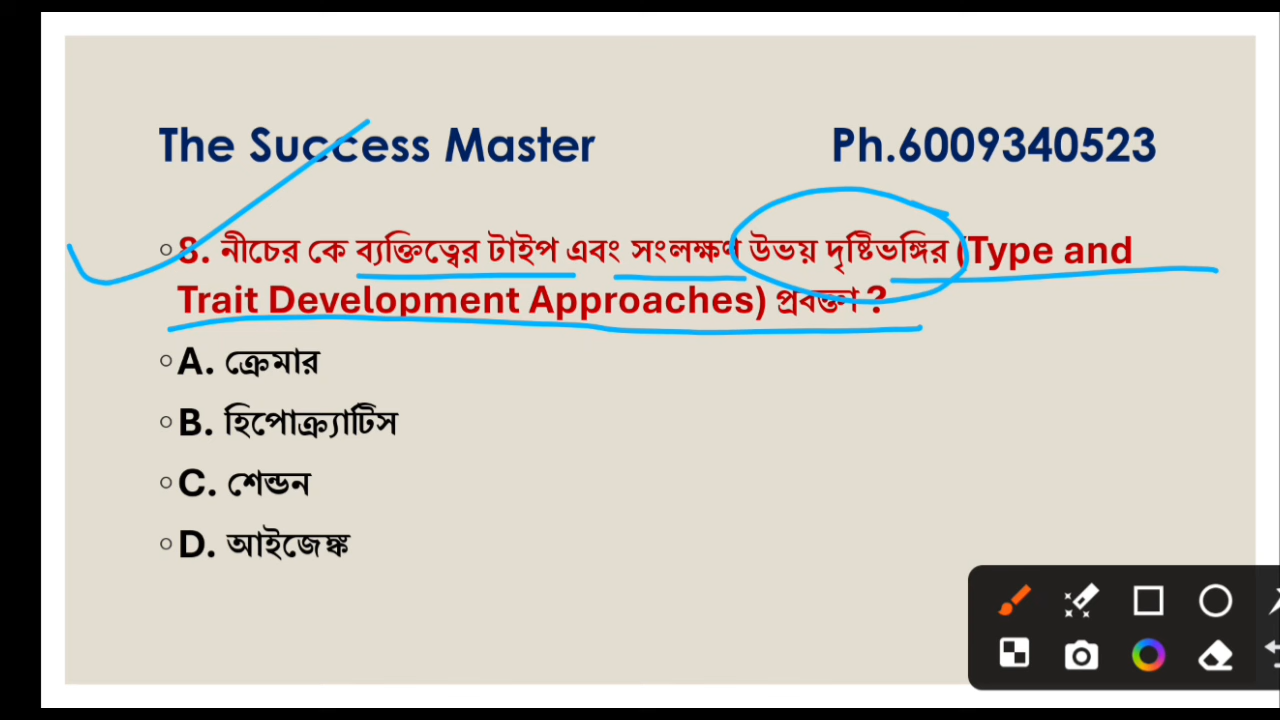 The Success Master Ph.6009340523
8. নীচের কে ব্যক্তিত্বের টাইপ এবং সংলক্ষণ উভয় দৃষ্টিভঙ্গির (Type and
Trait Development Approaches) প্রবক্তা ?
A. ক্রেমার
B. হিপোক্র্যাটিস
C. শেল্ডন
D. আইজেঙ্ক